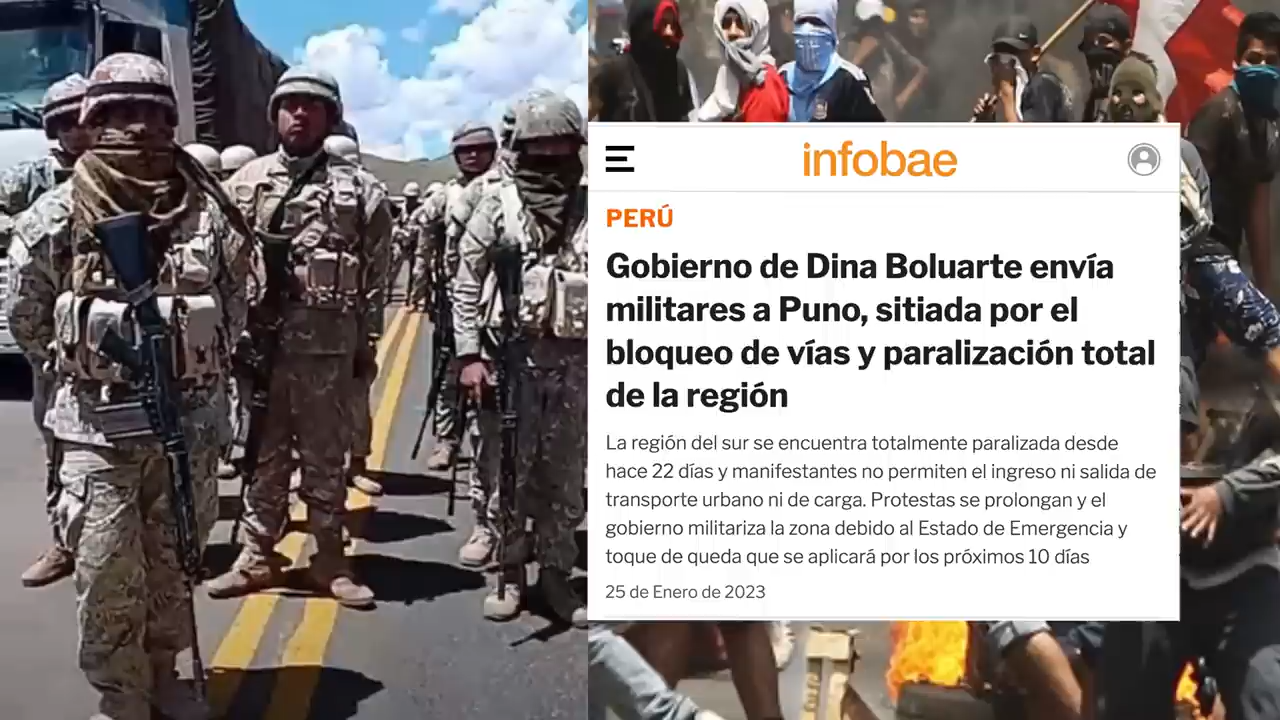 infobae
PERÚ
Gobierno de Dina Boluarte envía
militares a Puno, sitiada por el
bloqueo de vías y paralización total
de la región
La región del sur se encuentra totalmente paralizada desde
hace 22 días y manifestantes no permiten el ingreso ni salida de
transporte urbano ni de carga. Protestas se prolongan y el
gobierno militariza la zona debido al Estado de Emergencia y
toque de queda que se aplicará por los próximos 10 días
25 de Enero de 2023